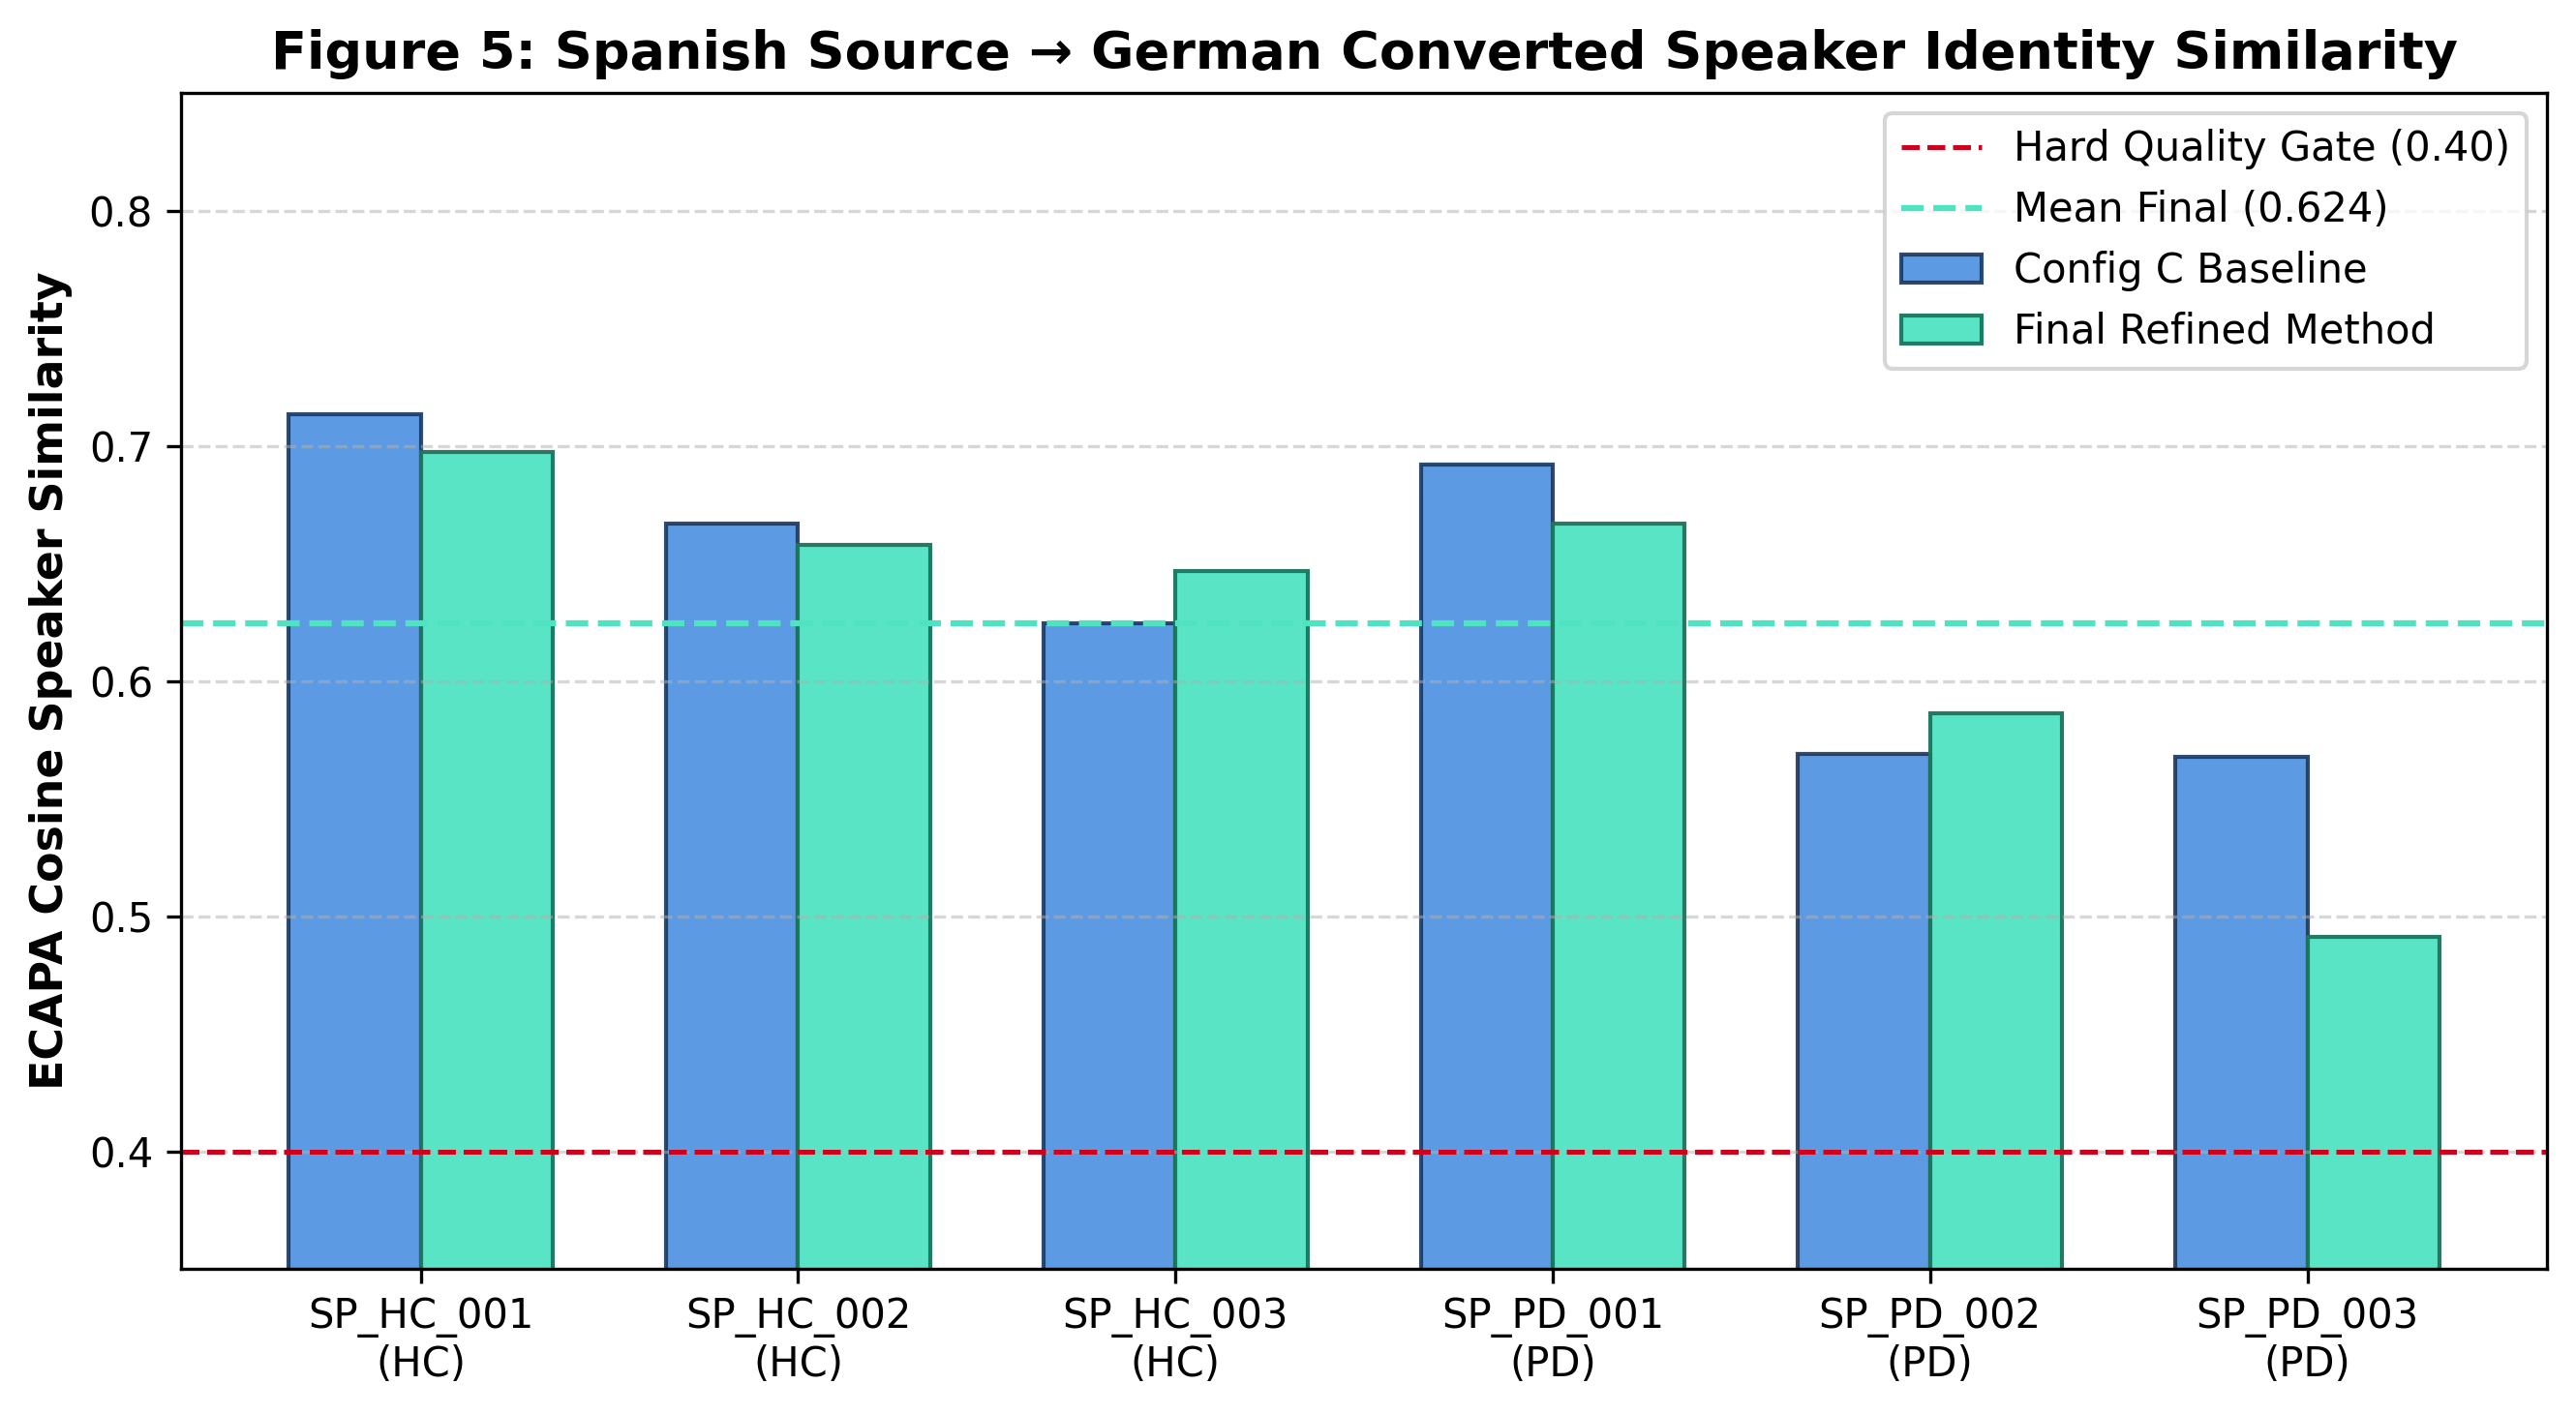 Figure 5: Spanish Source → German Converted Speaker Identity Similarity
Hard Quality Gate (0.40)
Mean Final (0.624)
Config C Baseline
Final Refined Method
ECAPA Cosine Speaker Similarity
0.8
0.7
0.6
0.5
0.4
SP_HC_001
(HC)
SP_HC_002
(HC)
SP_HC_003
(HC)
SP_PD_001
(PD)
SP_PD_002
(PD)
SP_PD_003
(PD)